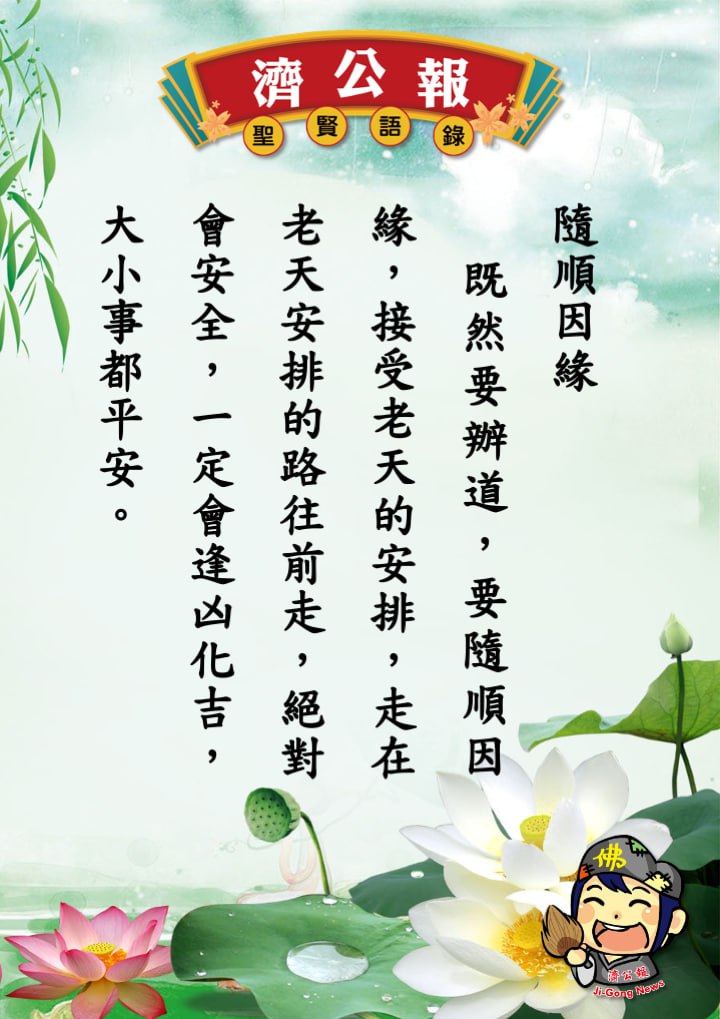 濟公報
聖賢語錄
隨順因緣
既然要辦道，要隨順因
緣，接受老天的安排，走在
老天安排的路往前走，絕對
會安全，一定會逢凶化吉，
大小事都平安。
佛
濟公報
Ji-Gong News